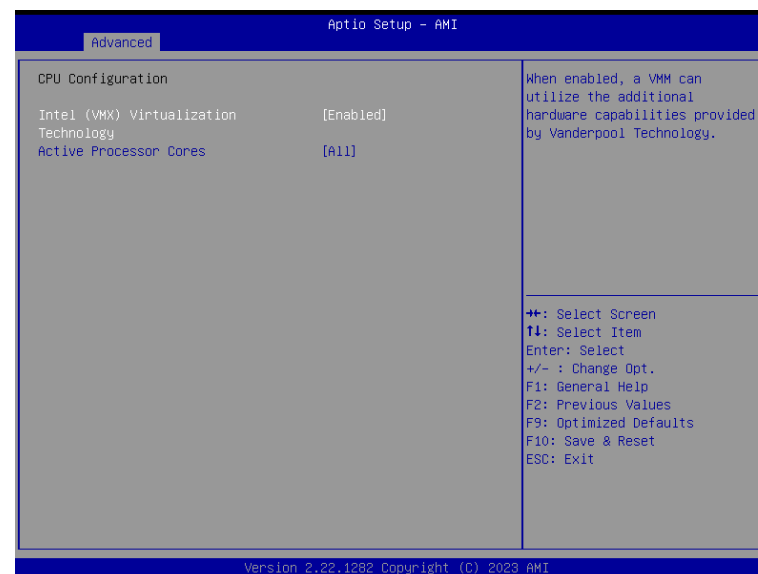 Aptio Setup – AMI
Advanced
CPU Configuration
Intel (VMX) Virtualization [Enabled]
Technology
Active Processor Cores [All]
When enabled, a VMM can
utilize the additional
hardware capabilities provided
by Vanderpool Technology.
→←: Select Screen
↑↓: Select Item
Enter: Select
+/- : Change Opt.
F1: General Help
F2: Previous Values
F9: Optimized Defaults
F10: Save & Reset
ESC: Exit
Version 2.22.1282 Copyright (C) 2023 AMI